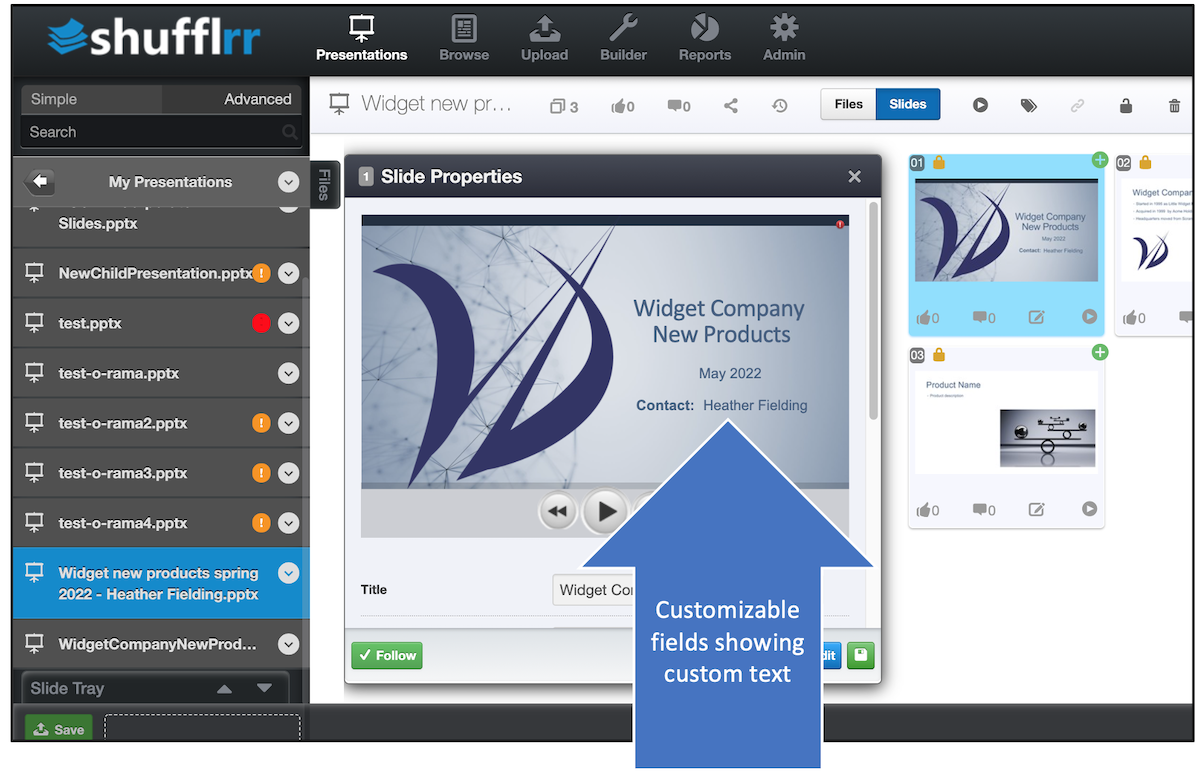 shufflrr
Presentations
Browse
Upload
Builder
Reports
Admin
Simple
Advanced
Search
Widget new pr...
3
0
0
Files
Slides
My Presentations
Files
Slides.pptx
NewChildPresentation.pptx
test.pptx
test-o-rama.pptx
test-o-rama2.pptx
test-o-rama3.pptx
test-o-rama4.pptx
Widget new products spring
2022 - Heather Fielding.pptx
WidgetCompanyNewProd...
Slide Tray
Save
1 Slide Properties
Widget Company
New Products
May 2022
Contact: Heather Fielding
Title
Widget Co
Follow
dit
Customizable
fields showing
custom text
01
Widget Company
New Products
May 2022
Contact: Heather Fielding
0
0
02
Widget Compan
0
03
Product Name
- Product description
0
0